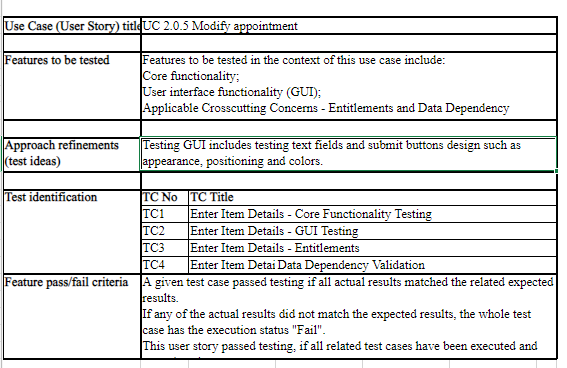 Use Case (User Story) title UC 2.0.5 Modify appointment
Features to be tested Features to be tested in the context of this use case include:
Core functionality;
User interface functionality (GUI);
Applicable Crosscutting Concerns - Entitlements and Data Dependency
Approach refinements Testing GUI includes testing text fields and submit buttons design such as
(test ideas) appearance, positioning and colors.
Test identification TC No TC Title
TC1 Enter Item Details - Core Functionality Testing
TC2 Enter Item Details - GUI Testing
TC3 Enter Item Details - Entitlements
TC4 Enter Item Detai Data Dependency Validation
Feature pass/fail criteria A given test case passed testing if all actual results matched the related expected
results.
If any of the actual results did not match the expected results, the whole test
case has the execution status "Fail".
This user story passed testing, if all related test cases have been executed and